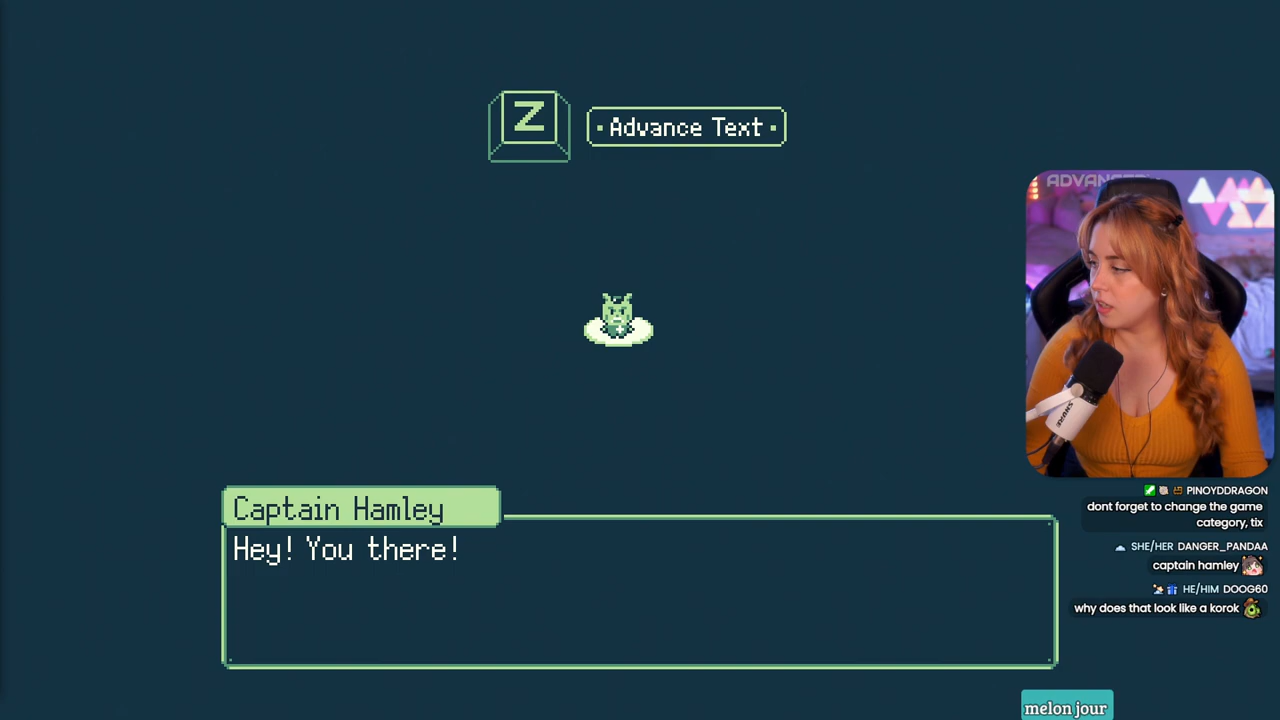 Z
· Advance Text ·
Captain Hamley
Hey! You there!
SHURE
PINOYDDRAGON
dont forget to change the game
category, tix
SHE/HER DANGER_PANDAA
captain hamley
HE/HIM DOOG60
why does that look like a korok
melon jour